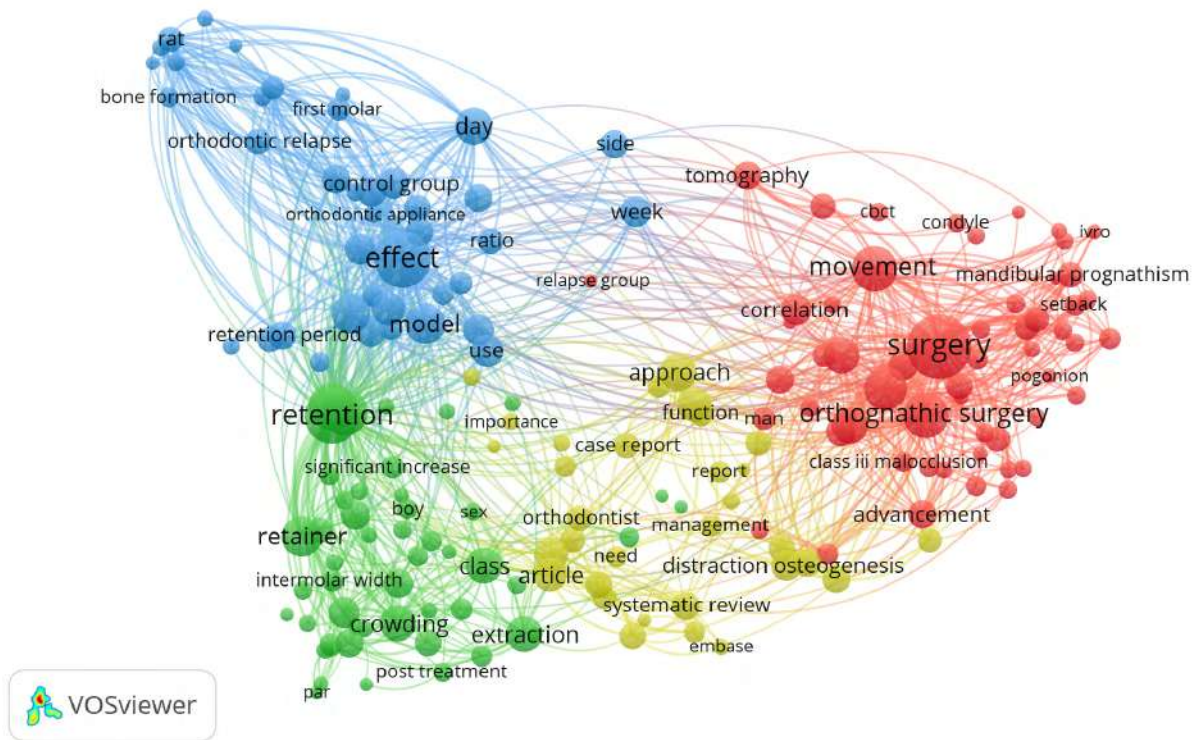 rat
bone formation
first molar
orthodontic relapse
day
side
tomography
control group
orthodontic appliance
week
cbct
condyle
ivro
effect
ratio
relapse group
movement
mandibular prognathism
retention period
model
correlation
setback
use
surgery
approach
pogonion
retention
importance
function
man
orthognathic surgery
significant increase
case report
report
class iii malocclusion
boy
sex
orthodontist
management
advancement
retainer
intermolar width
class
article
need
distraction osteogenesis
crowding
extraction
systematic review
embase
post treatment
par
VOSviewer